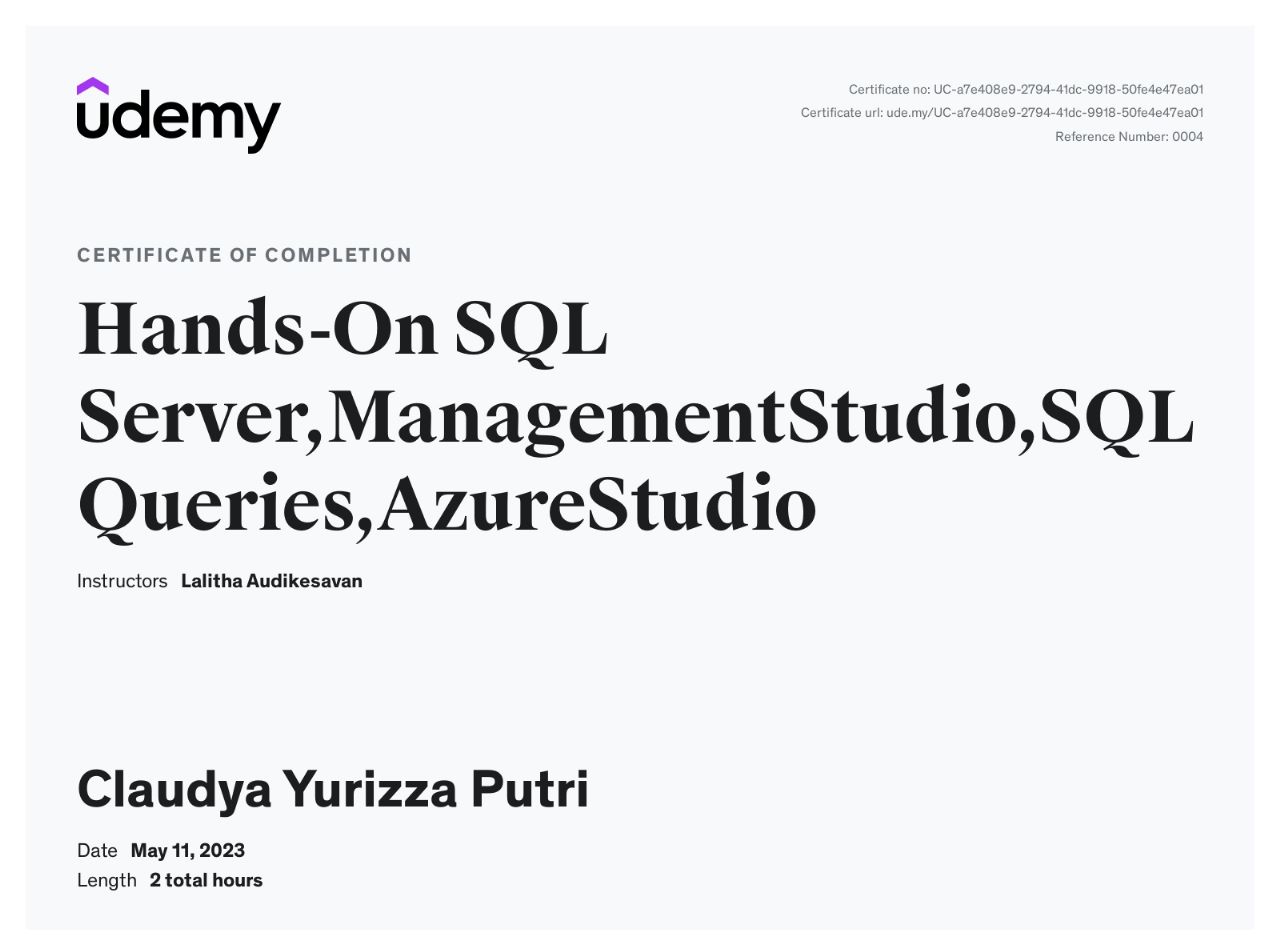 udemy
Certificate no: UC-a7e408e9-2794-41dc-9918-50fe4e47ea01
Certificate url: ude.my/UC-a7e408e9-2794-41dc-9918-50fe4e47ea01
Reference Number: 0004
CERTIFICATE OF COMPLETION
Hands-On SQL
Server,ManagementStudio,SQL
Queries,AzureStudio
Instructors Lalitha Audikesavan
Claudya Yurizza Putri
Date May 11, 2023
Length 2 total hours